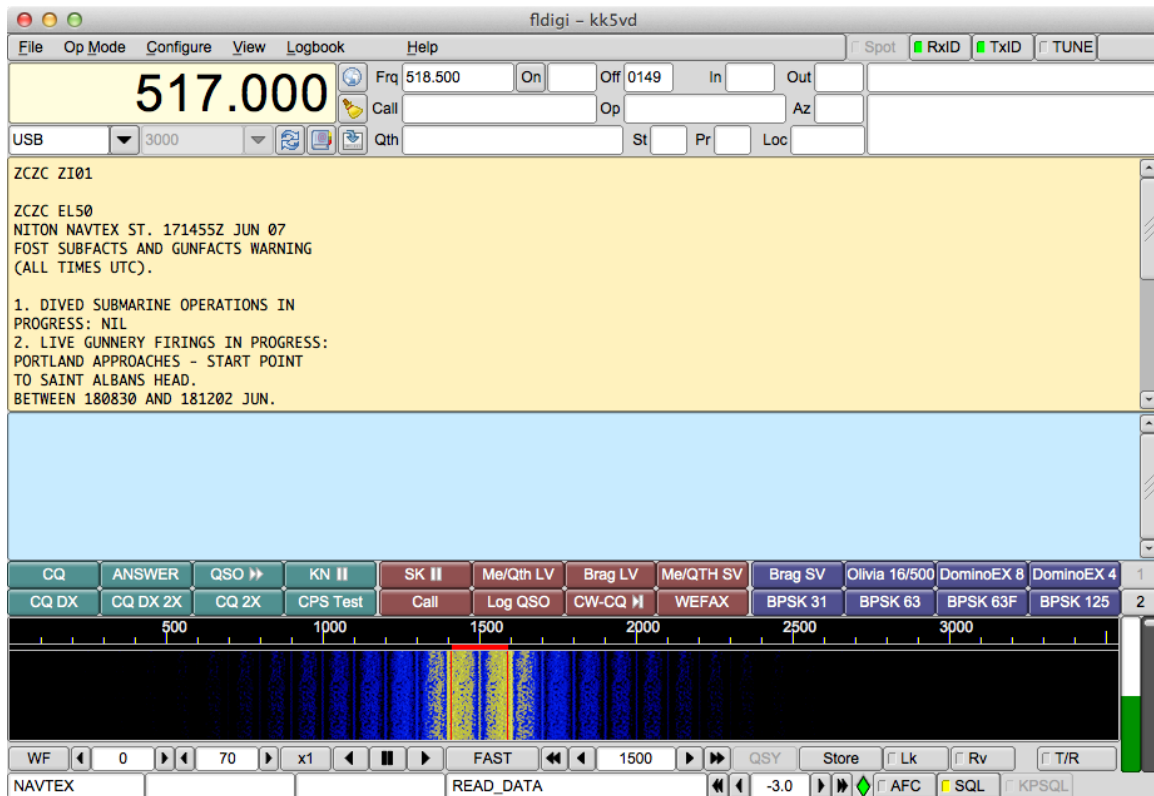 fldigi - kk5vd
File Op Mode Configure View Logbook Help Spot RxID TxID TUNE
517.000
Frq 518.500 On Off 0149 In Out
Call Op Az
USB 3000 Qth St Pr Loc
ZCZC ZI01
ZCZC EL50
NITON NAVTEX ST. 171455Z JUN 07
FOST SUBFACTS AND GUNFACTS WARNING
(ALL TIMES UTC).
1. DIVED SUBMARINE OPERATIONS IN
PROGRESS: NIL
2. LIVE GUNNERY FIRINGS IN PROGRESS:
PORTLAND APPROACHES - START POINT
TO SAINT ALBANS HEAD.
BETWEEN 180830 AND 181202 JUN.
CQ ANSWER QSO KN SK Me/Qth LV Brag LV Me/QTH SV Brag SV Olivia 16/500 DominoEX 8 DominoEX 4 1
CQ DX CQ DX 2X CQ 2X CPS Test Call Log QSO CW-CQ WEFAX BPSK 31 BPSK 63 BPSK 63F BPSK 125 2
500 1000 1500 2000 2500 3000
WF 0 70 x1 FAST 1500 QSY Store Lk Rv T/R
NAVTEX READ_DATA -3.0 AFC SQL KPSQL